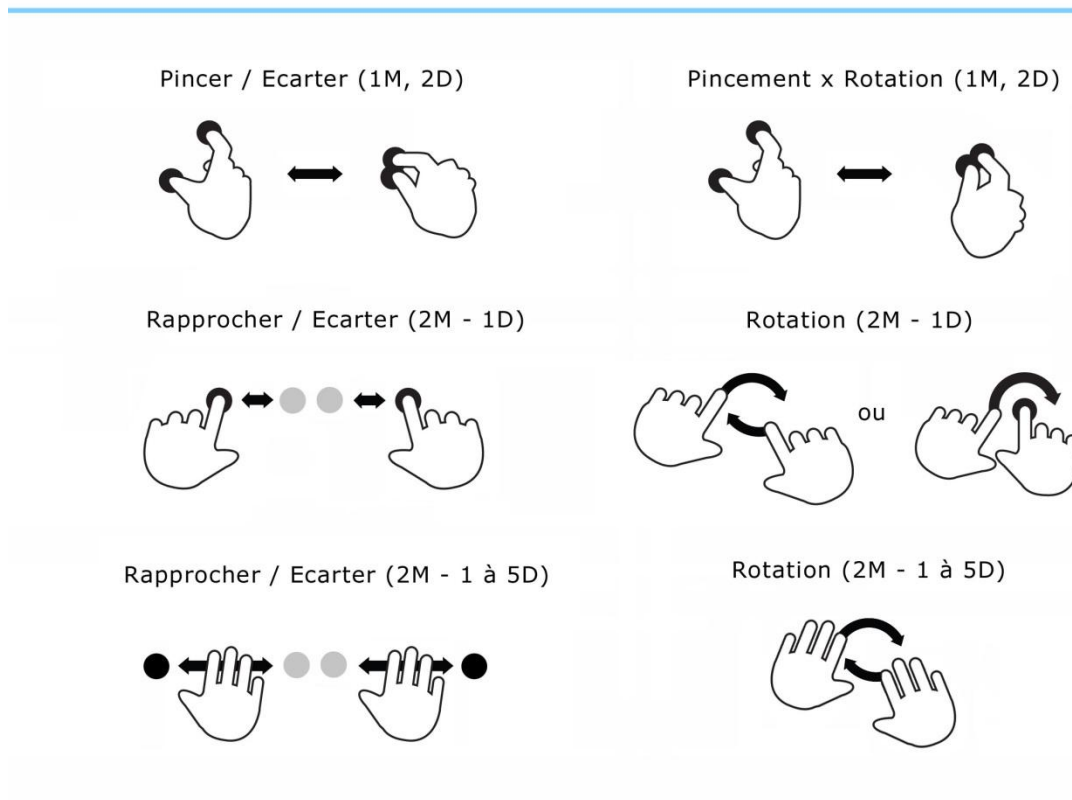 Pincer / Ecarter (1M, 2D)
Pincement x Rotation (1M, 2D)
Rapprocher / Ecarter (2M - 1D)
Rotation (2M - 1D)
ou
Rapprocher / Ecarter (2M - 1 à 5D)
Rotation (2M - 1 à 5D)